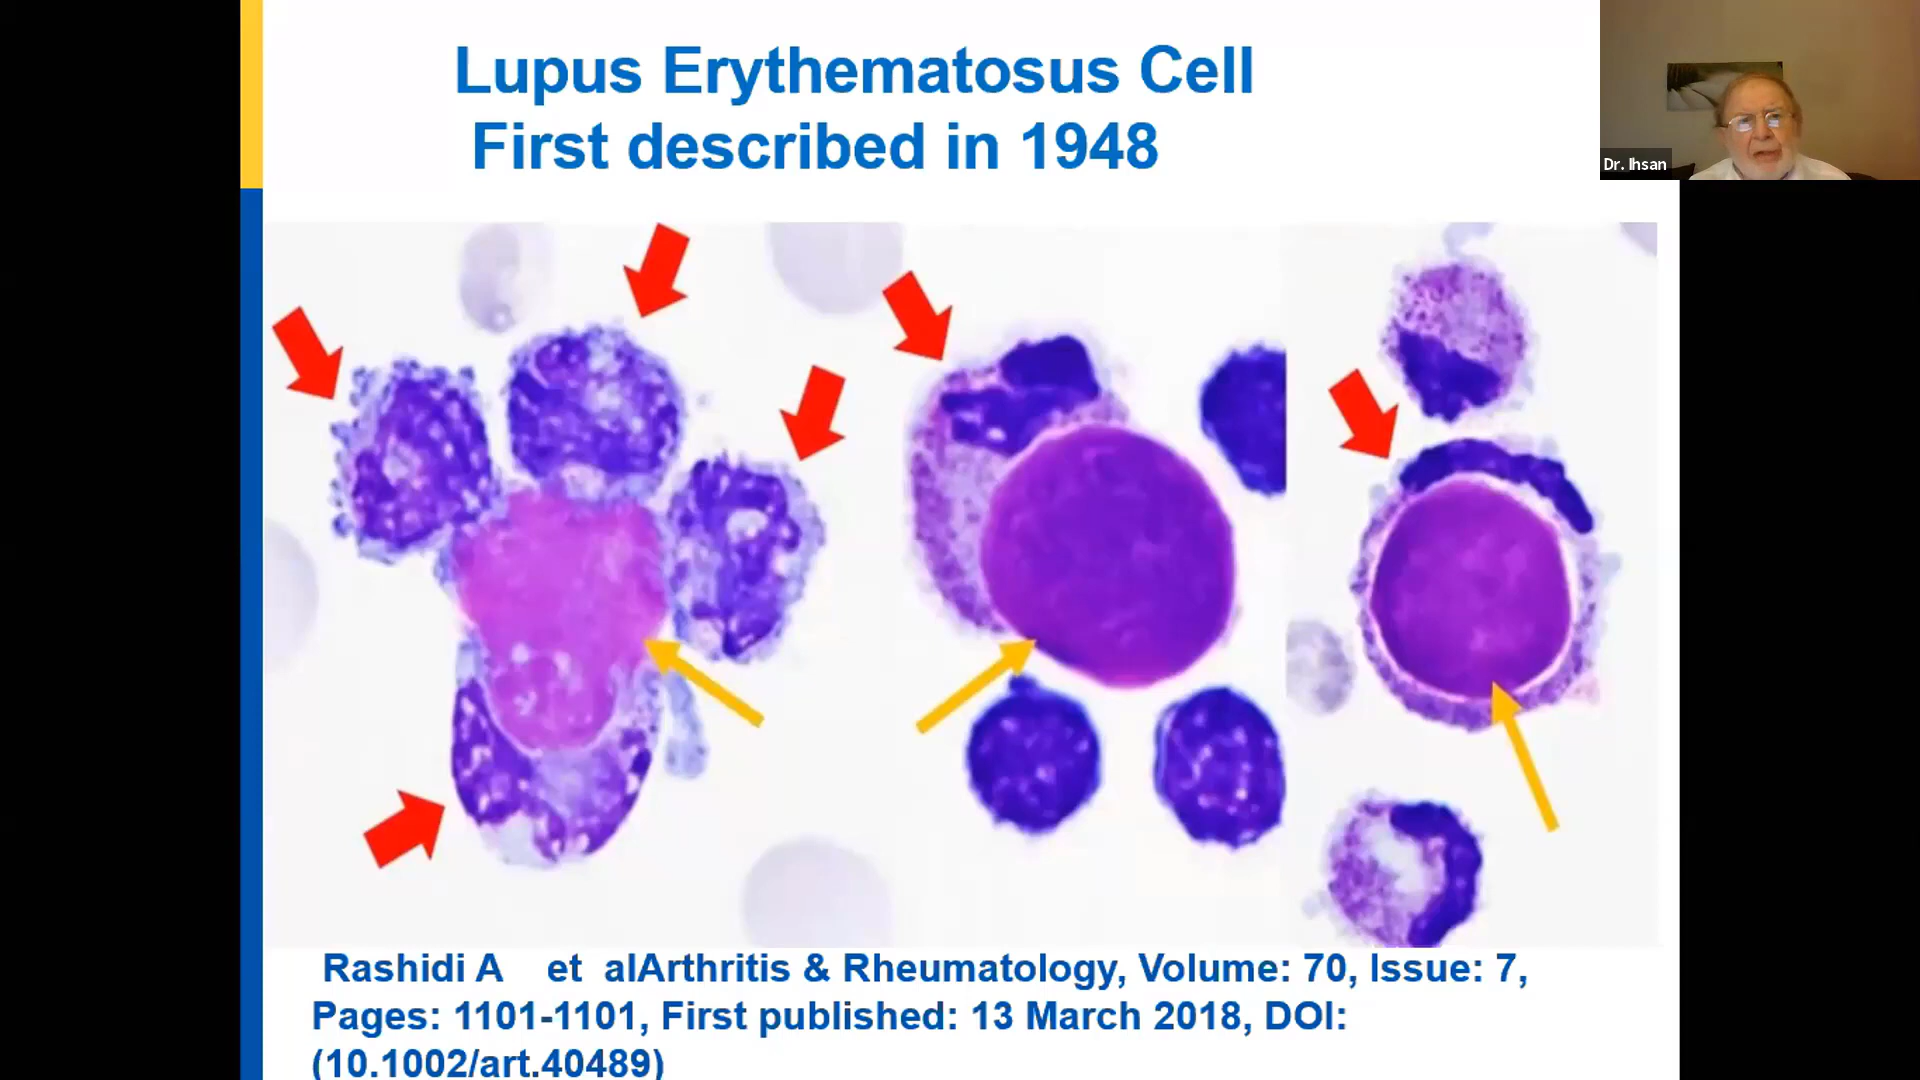 Lupus Erythematosus Cell
First described in 1948
Dr. Ihsan
Rashidi A et alArthritis & Rheumatology, Volume: 70, Issue: 7,
Pages: 1101-1101, First published: 13 March 2018, DOI:
(10.1002/art.40489)